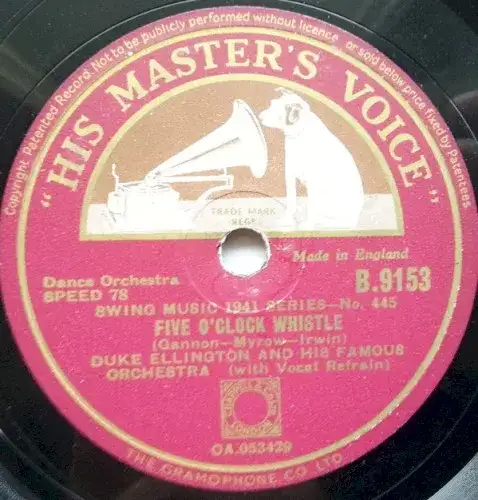 Copyright Patented Record. Not to be publicly performed without licence. or sold below price fixed by Patentees.
"HIS MASTER'S VOICE"
TRADE MARK
REGD
Made in England
Dance Orchestra
SPEED 78
B.9153
SWING MUSIC 1941 SERIES—No. 445
FIVE O'CLOCK WHISTLE
(Gannon—Myrow—Irwin)
DUKE ELLINGTON AND HIS FAMOUS
ORCHESTRA (with Vocal Refrain)
OA.053429
THE GRAMOPHONE CO LTD.